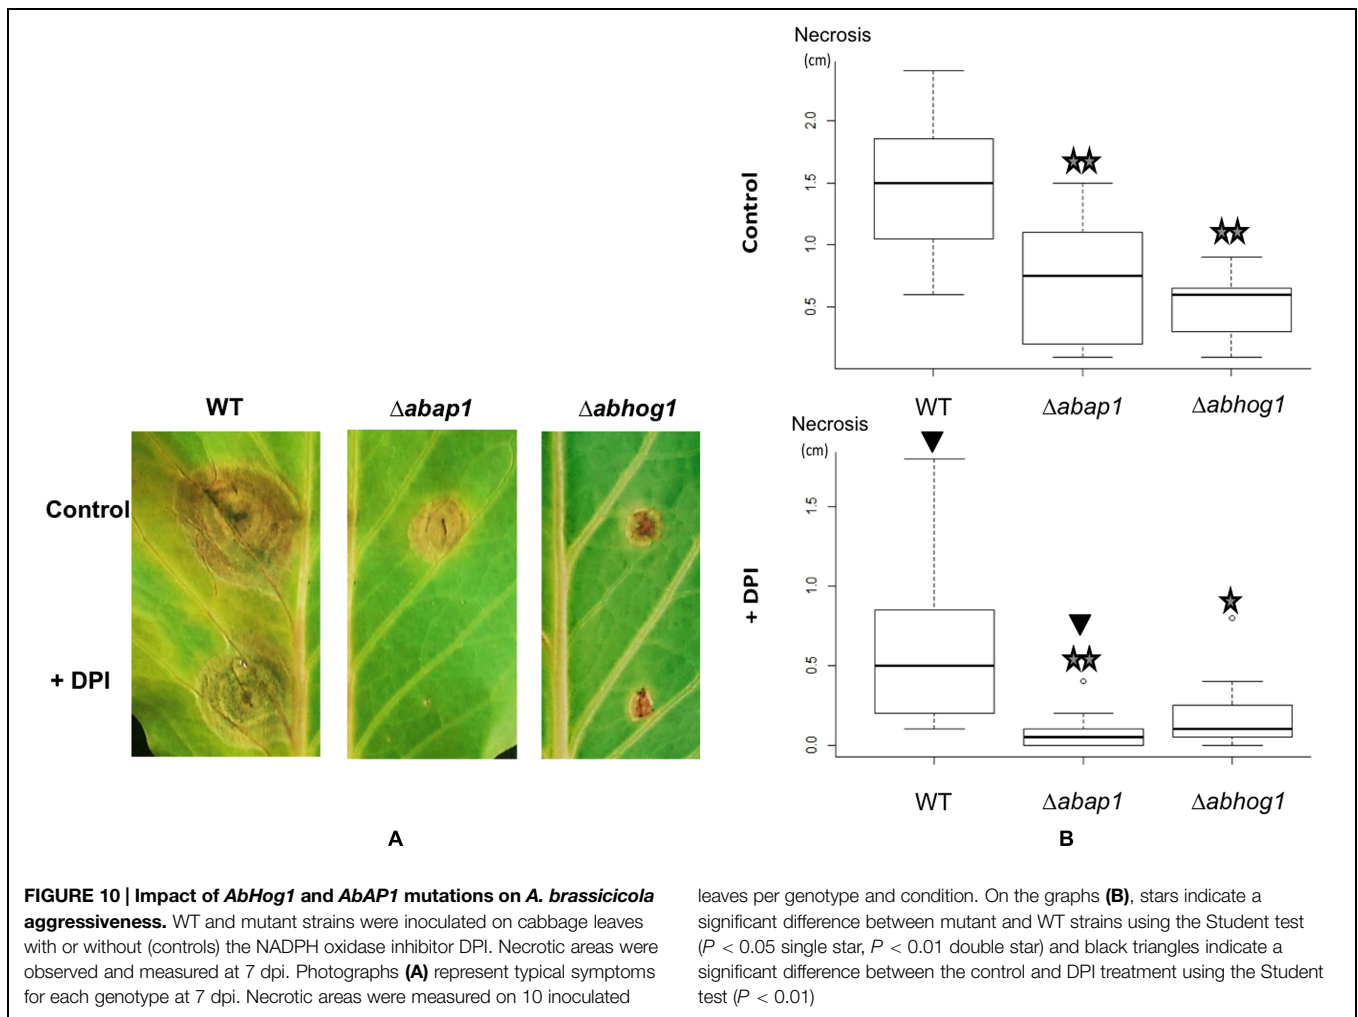 WT
Δabap1
Δabhog1
Control
+ DPI
A
Necrosis
(cm)
Control
2.0
1.5
1.0
0.5
WT
Δabap1
Δabhog1
Necrosis
(cm)
+ DPI
1.5
1.0
0.5
0.0
WT
Δabap1
Δabhog1
B
FIGURE 10 | Impact of AbHog1 and AbAP1 mutations on A. brassicicola
aggressiveness. WT and mutant strains were inoculated on cabbage leaves
with or without (controls) the NADPH oxidase inhibitor DPI. Necrotic areas were
observed and measured at 7 dpi. Photographs (A) represent typical symptoms
for each genotype at 7 dpi. Necrotic areas were measured on 10 inoculated
leaves per genotype and condition. On the graphs (B), stars indicate a
significant difference between mutant and WT strains using the Student test
(P < 0.05 single star, P < 0.01 double star) and black triangles indicate a
significant difference between the control and DPI treatment using the Student
test (P < 0.01)